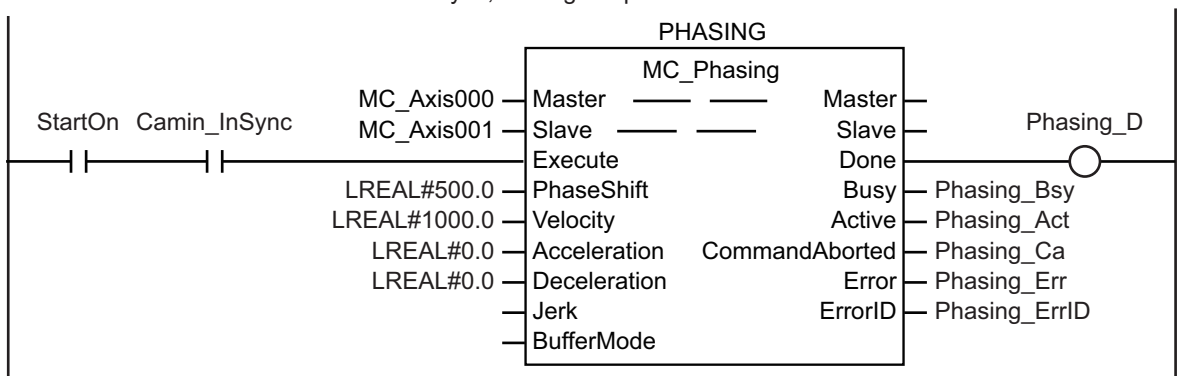 PHASING
MC_Phasing
MC_Axis000 Master Master
StartOn Camin_InSync MC_Axis001 Slave Slave Phasing_D
Execute Done
LREAL#500.0 PhaseShift Busy Phasing_Bsy
LREAL#1000.0 Velocity Active Phasing_Act
LREAL#0.0 Acceleration CommandAborted Phasing_Ca
LREAL#0.0 Deceleration Error Phasing_Err
Jerk ErrorID Phasing_ErrID
BufferMode